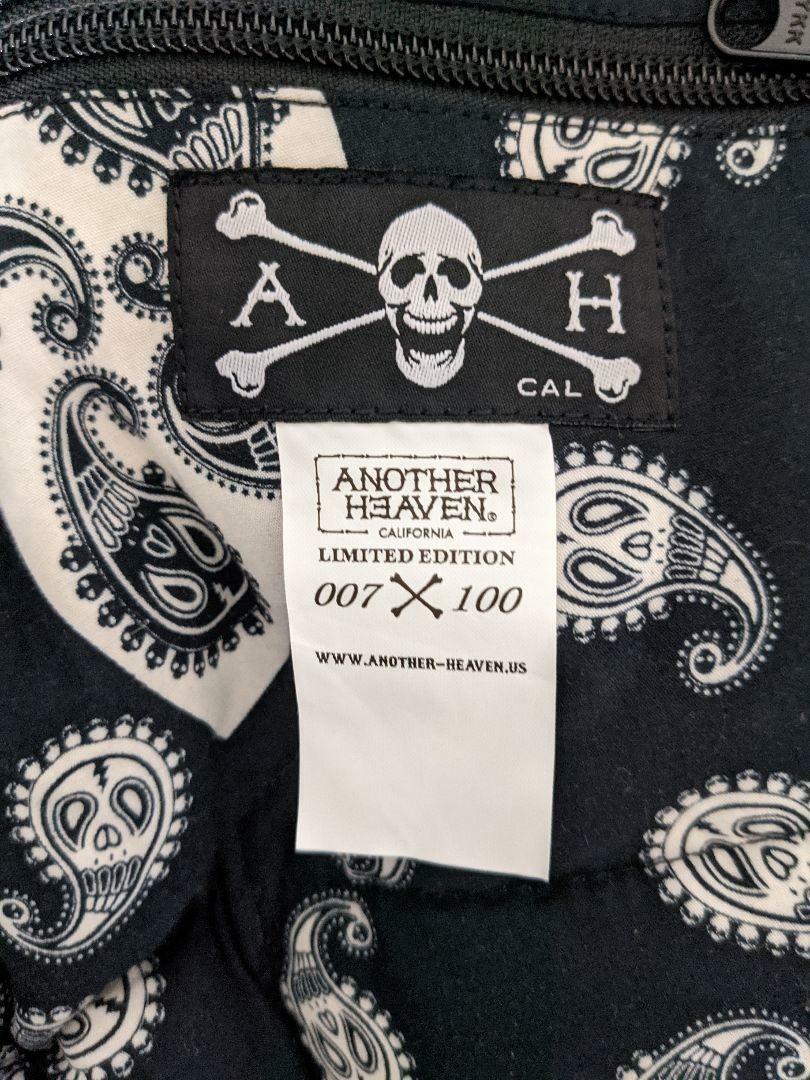 A H
CAL
ANOTHER
HEAVEN®
CALIFORNIA
LIMITED EDITION
007 100
WWW.ANOTHER-HEAVEN.US